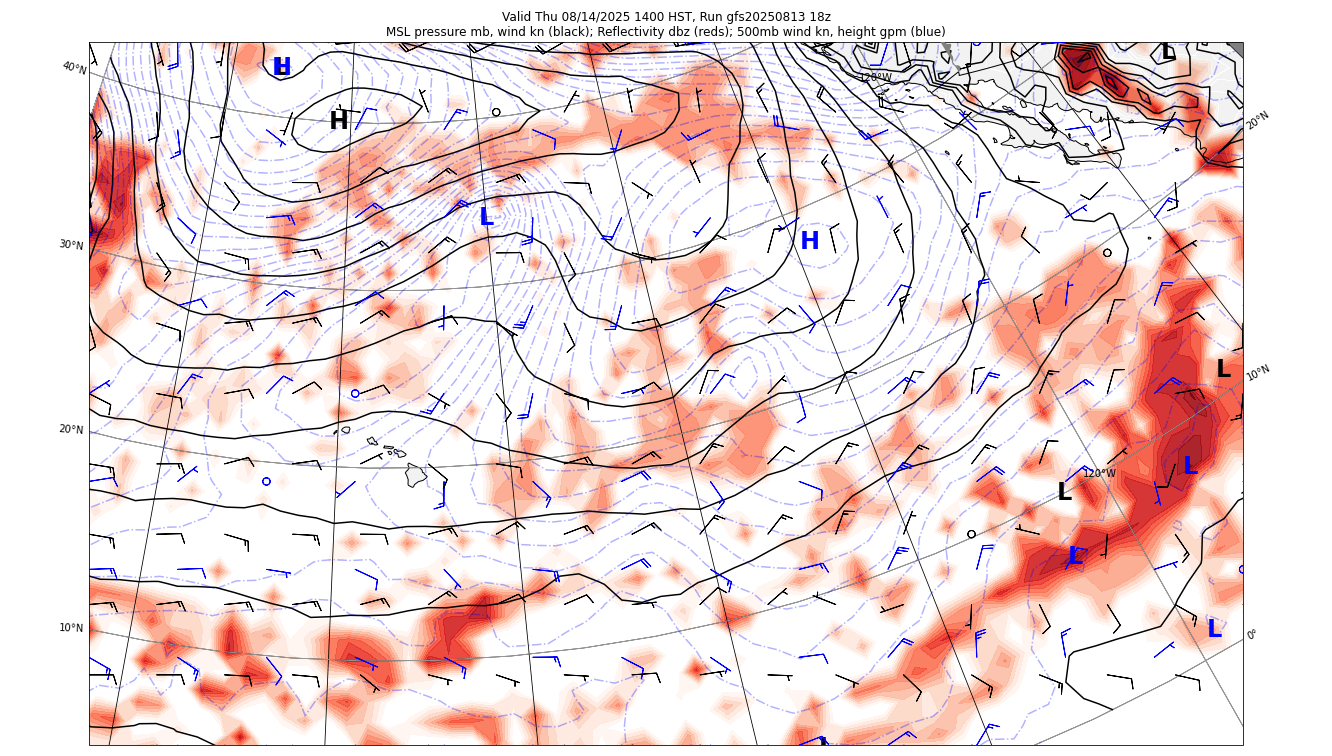 Valid Thu 08/14/2025 1400 HST, Run gfs20250813 18z
MSL pressure mb, wind kn (black); Reflectivity dbz (reds); 500mb wind kn, height gpm (blue)
L
H
40°N
120°W
H
20°N
L
H
30°N
L
10°N
20°N
L
120°W
L
L
10°N
L
0°